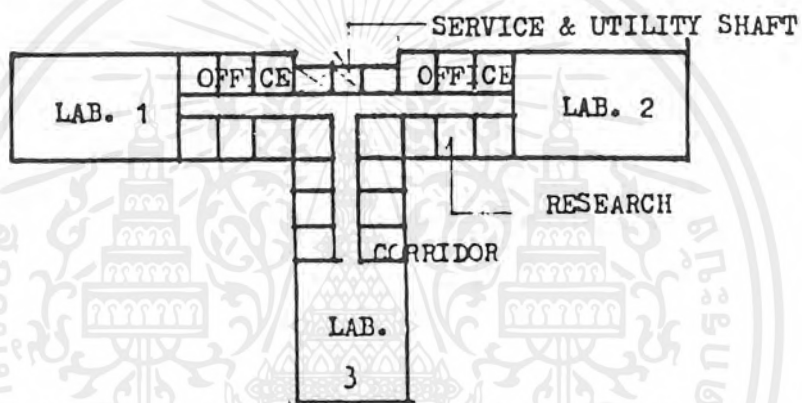 SERVICE & UTILITY SHAFT
OFFICE
OFFICE
LAB. 1
LAB. 2
RESEARCH
CORRIDOR
LAB.
3